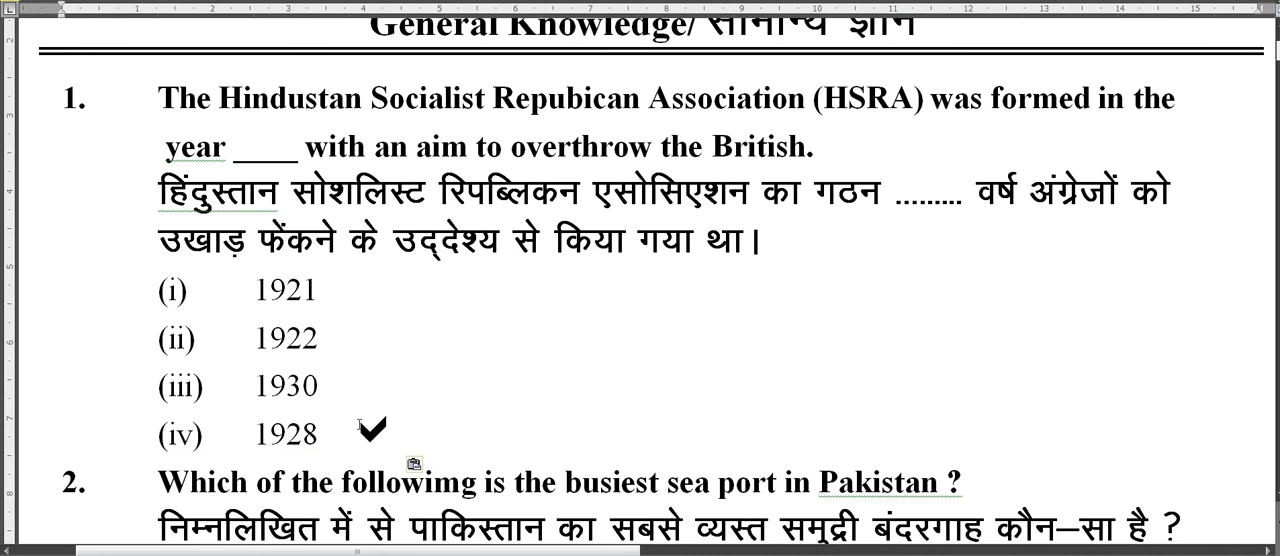 General Knowledge/ सामान्य ज्ञान
1. The Hindustan Socialist Repubican Association (HSRA) was formed in the
year ____ with an aim to overthrow the British.
हिंदुस्तान सोशलिस्ट रिपब्लिकन एसोसिएशन का गठन ......... वर्ष अंग्रेजों को
उखाड़ फेंकने के उद्देश्य से किया गया था।
(i) 1921
(ii) 1922
(iii) 1930
(iv) 1928 ✔
2. Which of the followimg is the busiest sea port in Pakistan ?
निम्नलिखित में से पाकिस्तान का सबसे व्यस्त समुद्री बंदरगाह कौन–सा है ?